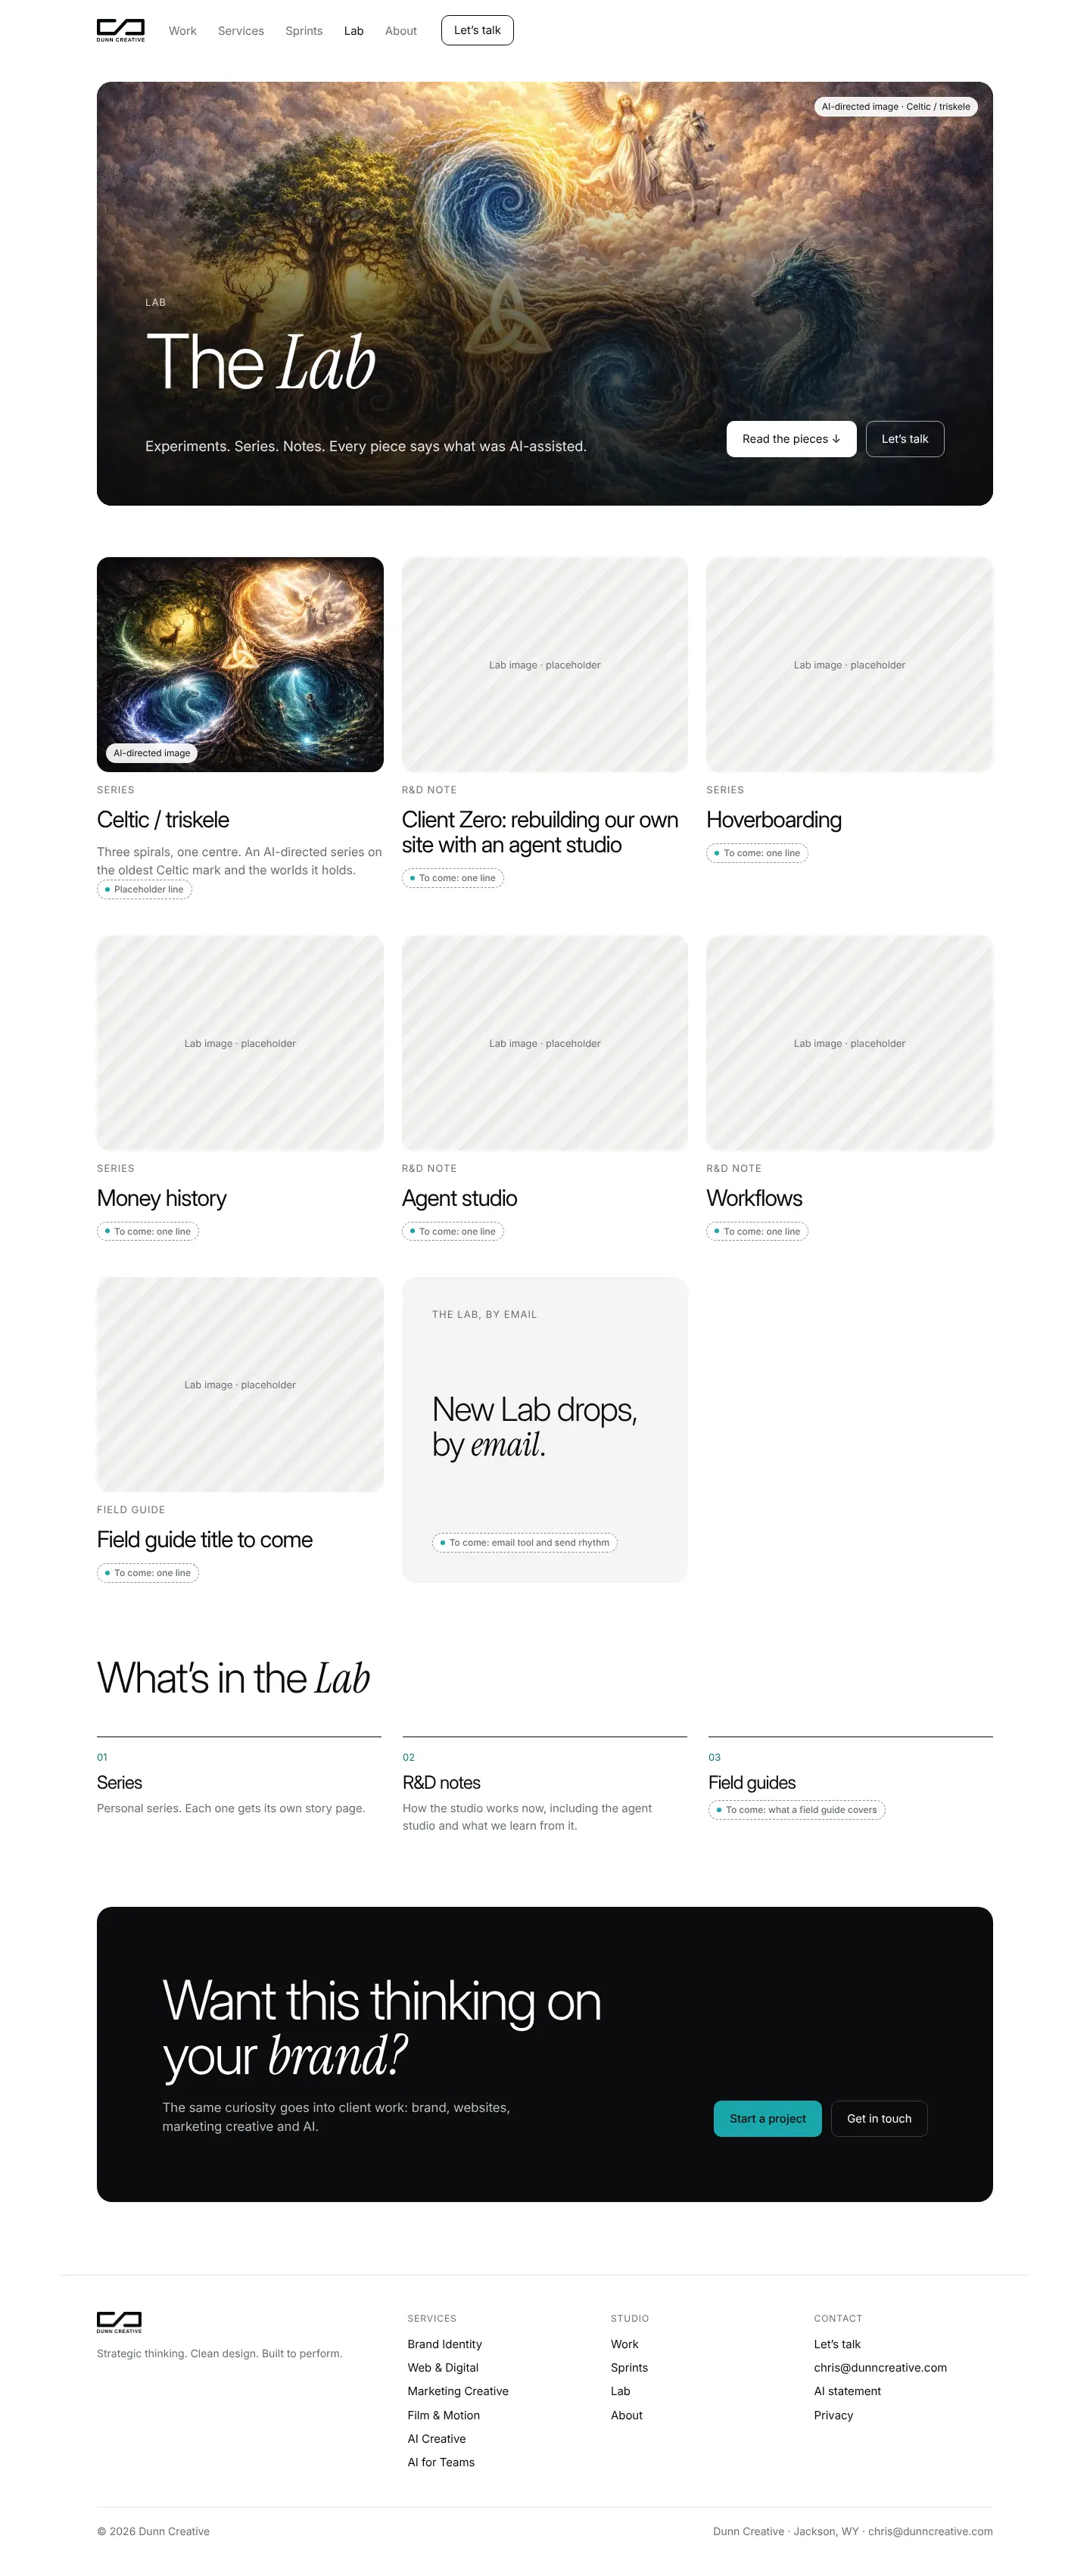 DUNN CREATIVE
Work
Services
Sprints
Lab
About
Let's talk
AI-directed image · Celtic / triskele
LAB
The Lab
Experiments. Series. Notes. Every piece says what was AI-assisted.
Read the pieces ↓
Let's talk
Lab image · placeholder
Lab image · placeholder
AI-directed image
SERIES
Celtic / triskele
Three spirals, one centre. An AI-directed series on
the oldest Celtic mark and the worlds it holds.
Placeholder line
R&D NOTE
Client Zero: rebuilding our own
site with an agent studio
To come: one line
SERIES
Hoverboarding
To come: one line
Lab image · placeholder
Lab image · placeholder
Lab image · placeholder
SERIES
Money history
To come: one line
R&D NOTE
Agent studio
To come: one line
R&D NOTE
Workflows
To come: one line
Lab image · placeholder
FIELD GUIDE
Field guide title to come
To come: one line
THE LAB, BY EMAIL
New Lab drops,
by email.
To come: email tool and send rhythm
What's in the Lab
01
Series
Personal series. Each one gets its own story page.
02
R&D notes
How the studio works now, including the agent
studio and what we learn from it.
03
Field guides
To come: what a field guide covers
Want this thinking on
your brand?
The same curiosity goes into client work: brand, websites,
marketing creative and AI.
Start a project
Get in touch
DUNN CREATIVE
Strategic thinking. Clean design. Built to perform.
SERVICES
Brand Identity
Web & Digital
Marketing Creative
Film & Motion
AI Creative
AI for Teams
STUDIO
Work
Sprints
Lab
About
CONTACT
Let's talk
chris@dunncreative.com
AI statement
Privacy
© 2026 Dunn Creative
Dunn Creative · Jackson, WY · chris@dunncreative.com